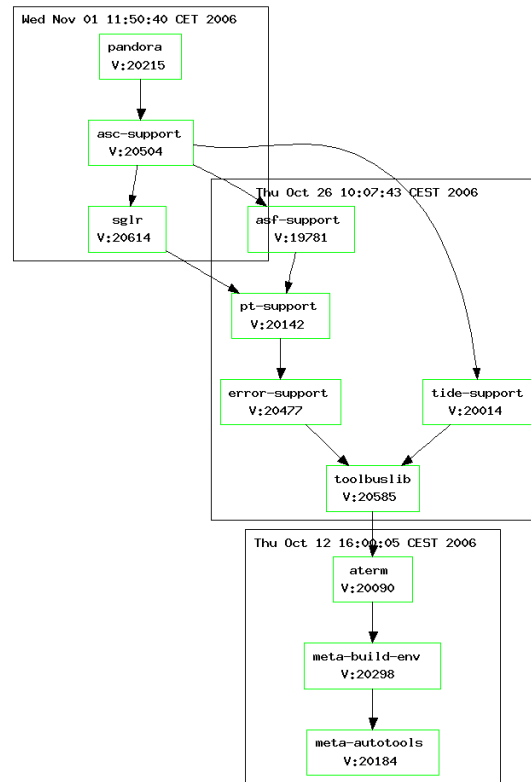 Wed Nov 01 11:50:40 CET 2006
pandora
V:20215
asc-support
V:20504
Thu Oct 26 10:07:43 CEST 2006
sglr
V:20614
asf-support
V:19781
pt-support
V:20142
error-support
V:20477
tide-support
V:20014
toolbuslib
V:20585
Thu Oct 12 16:00:05 CEST 2006
aterm
V:20090
meta-build-env
V:20298
meta-autotools
V:20184